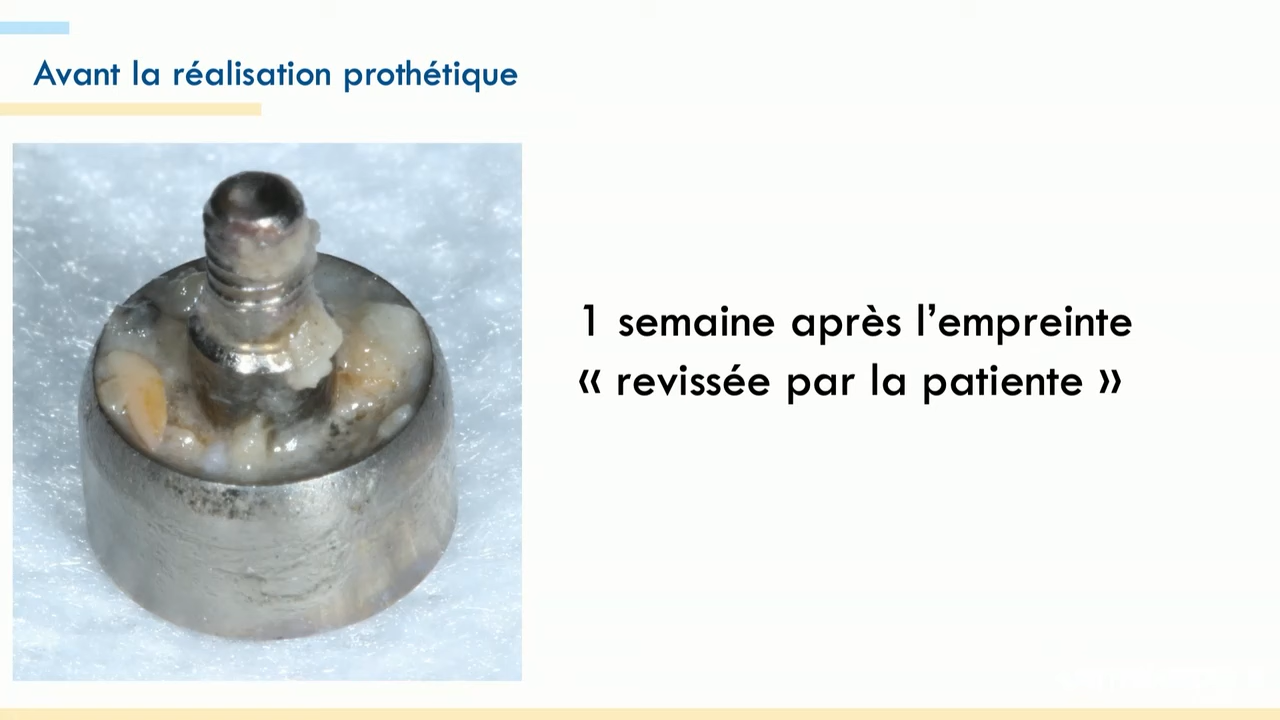 Avant la réalisation prothétique
1 semaine après l’empreinte
« revissée par la patiente »